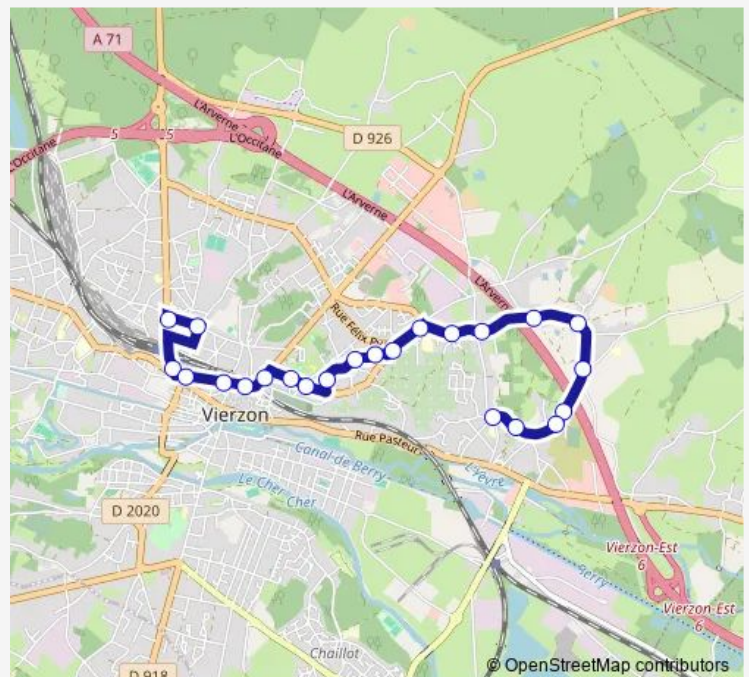 A 71
L'Arverne
L'Occitane
5
5
L'Occitane
D 926
L'Arverne
L'Arverne
Rue Félix P
Vierzon
Rue Pasteur
Canal de Berry
L'Yèvre
Le Cher
Cher
D 2020
Vierzon-Est
6
Berry
Vierzon-Est
6
Chaillot
D 918
© OpenStreetMap contributors